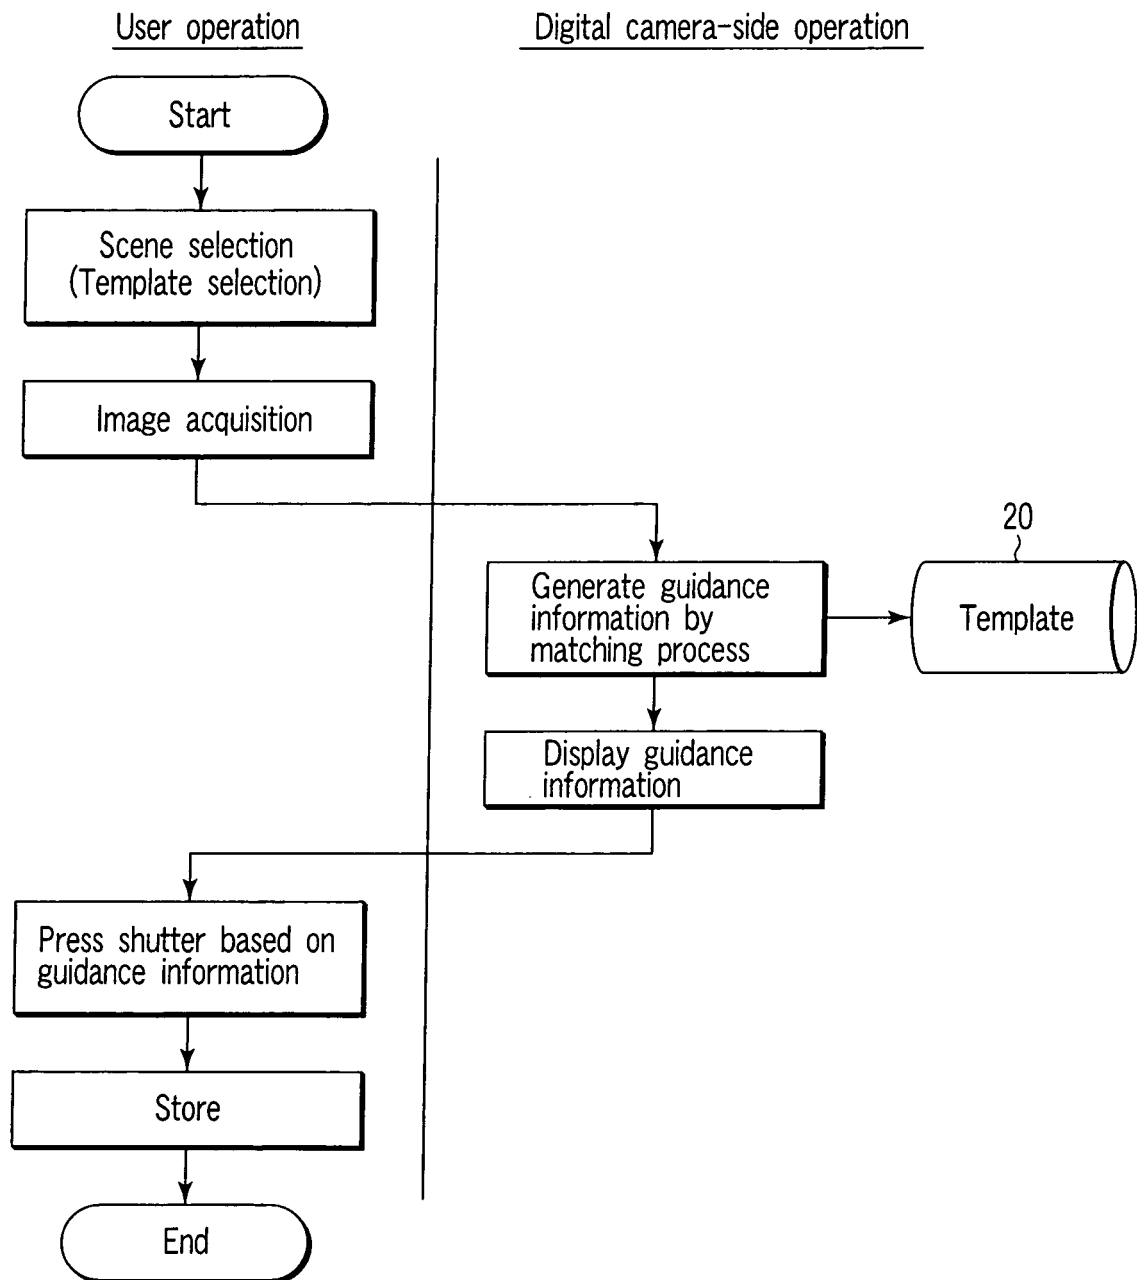 User operation
Digital camera-side operation
Start
Scene selection
(Template selection)
Image acquisition
20
Generate guidance
information by
matching process
Template
Display guidance
information
Press shutter based on
guidance information
Store
End